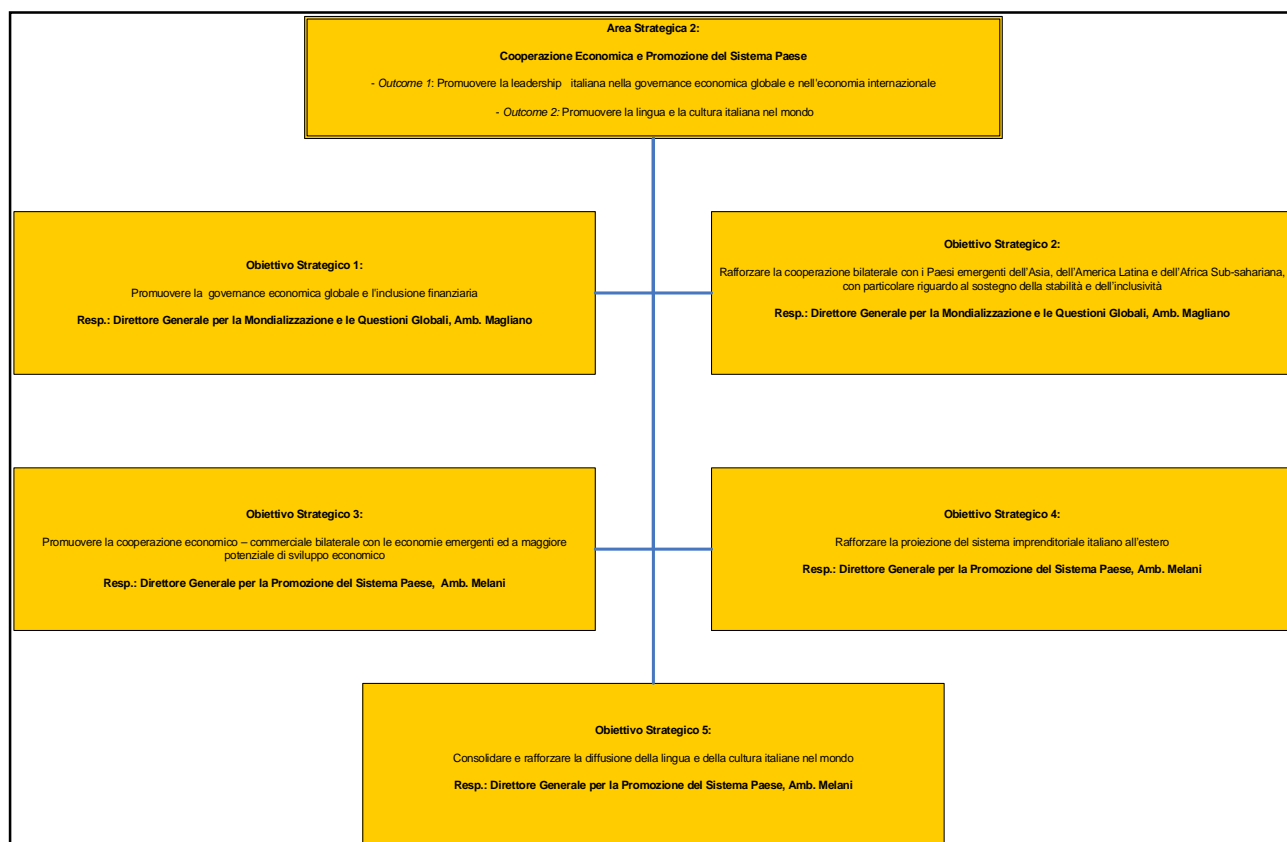 Area Strategica 2:
Cooperazione Economica e Promozione del Sistema Paese
- Outcome 1: Promuovere la leadership italiana nella governance economica globale e nell'economia internazionale
- Outcome 2: Promuovere la lingua e la cultura italiana nel mondo
Obiettivo Strategico 1:
Promuovere la governance economica globale e l'inclusione finanziaria
Resp.: Direttore Generale per la Mondializzazione e le Questioni Globali, Amb. Magliano
Obiettivo Strategico 2:
Rafforzare la cooperazione bilaterale con i Paesi emergenti dell'Asia, dell'America Latina e dell'Africa Sub-sahariana,
con particolare riguardo al sostegno della stabilità e dell'inclusività
Resp.: Direttore Generale per la Mondializzazione e le Questioni Globali, Amb. Magliano
Obiettivo Strategico 3:
Promuovere la cooperazione economico – commerciale bilaterale con le economie emergenti ed a maggiore
potenziale di sviluppo economico
Resp.: Direttore Generale per la Promozione del Sistema Paese, Amb. Melani
Obiettivo Strategico 4:
Rafforzare la proiezione del sistema imprenditoriale italiano all'estero
Resp.: Direttore Generale per la Promozione del Sistema Paese, Amb. Melani
Obiettivo Strategico 5:
Consolidare e rafforzare la diffusione della lingua e della cultura italiane nel mondo
Resp.: Direttore Generale per la Promozione del Sistema Paese, Amb. Melani